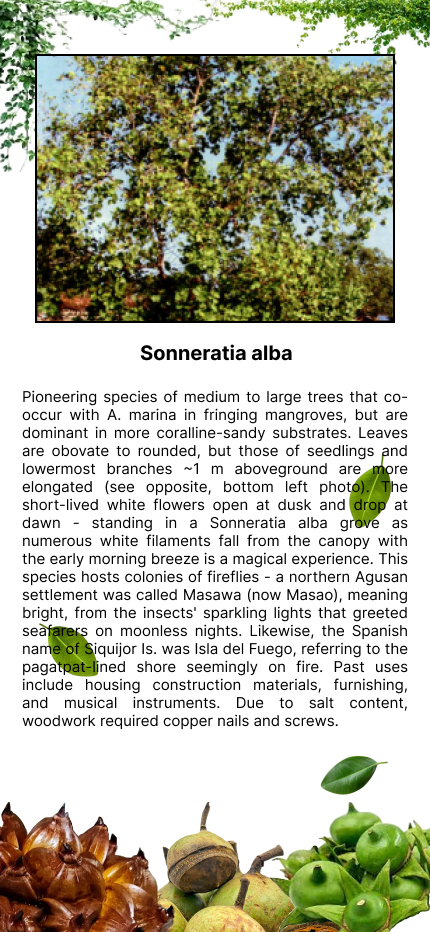 Sonneratia alba
Pioneering species of medium to large trees that co-
occur with A. marina in fringing mangroves, but are
dominant in more coralline-sandy substrates. Leaves
are obovate to rounded, but those of seedlings and
lowermost branches ~1 m aboveground are more
elongated (see opposite, bottom left photo). The
short-lived white flowers open at dusk and drop at
dawn - standing in a Sonneratia alba grove as
numerous white filaments fall from the canopy with
the early morning breeze is a magical experience. This
species hosts colonies of fireflies - a northern Agusan
settlement was called Masawa (now Masao), meaning
bright, from the insects' sparkling lights that greeted
seafarers on moonless nights. Likewise, the Spanish
name of Siquijor Is. was Isla del Fuego, referring to the
pagatpat-lined shore seemingly on fire. Past uses
include housing construction materials, furnishing,
and musical instruments. Due to salt content,
woodwork required copper nails and screws.